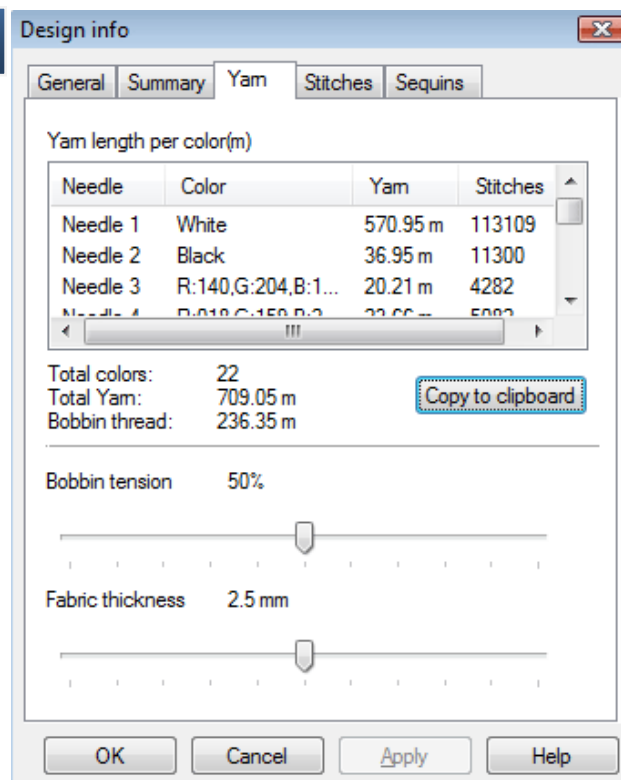 Design info
General Summary Yarn Stitches Sequins
Yarn length per color(m)
Needle Color Yarn Stitches
Needle 1 White 570.95 m 113109
Needle 2 Black 36.95 m 11300
Needle 3 R:140,G:204,B:1... 20.21 m 4282
Needle 4
Total colors: 22
Total Yarn: 709.05 m
Bobbin thread: 236.35 m
Copy to clipboard
Bobbin tension 50%
Fabric thickness 2.5 mm
OK Cancel Apply Help